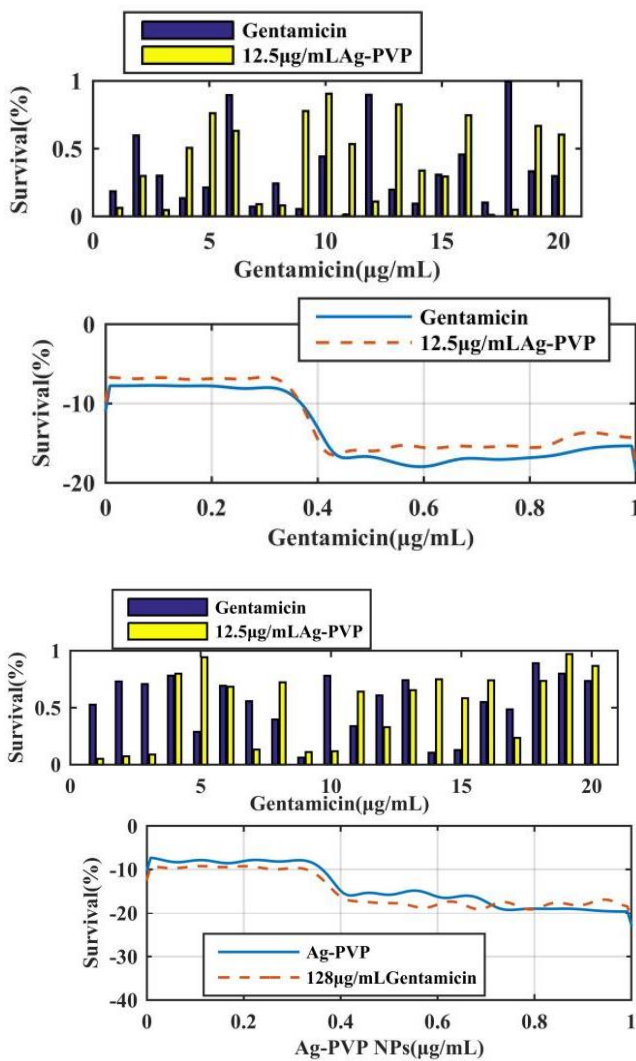 Gentamicin
12.5μg/mLAg-PVP
Survival(%)
1
0.5
0
0 5 10 15 20
Gentamicin(μg/mL)
Gentamicin
12.5μg/mLAg-PVP
Survival(%)
0
-10
-20
0 0.2 0.4 0.6 0.8 1
Gentamicin(μg/mL)
Gentamicin
12.5μg/mLAg-PVP
Survival(%)
1
0.5
0
0 5 10 15 20
Gentamicin(μg/mL)
Survival(%)
0
-10
-20
-30
-40
Ag-PVP
128μg/mLGentamicin
0 0.2 0.4 0.6 0.8 1
Ag-PVP NPs(μg/mL)